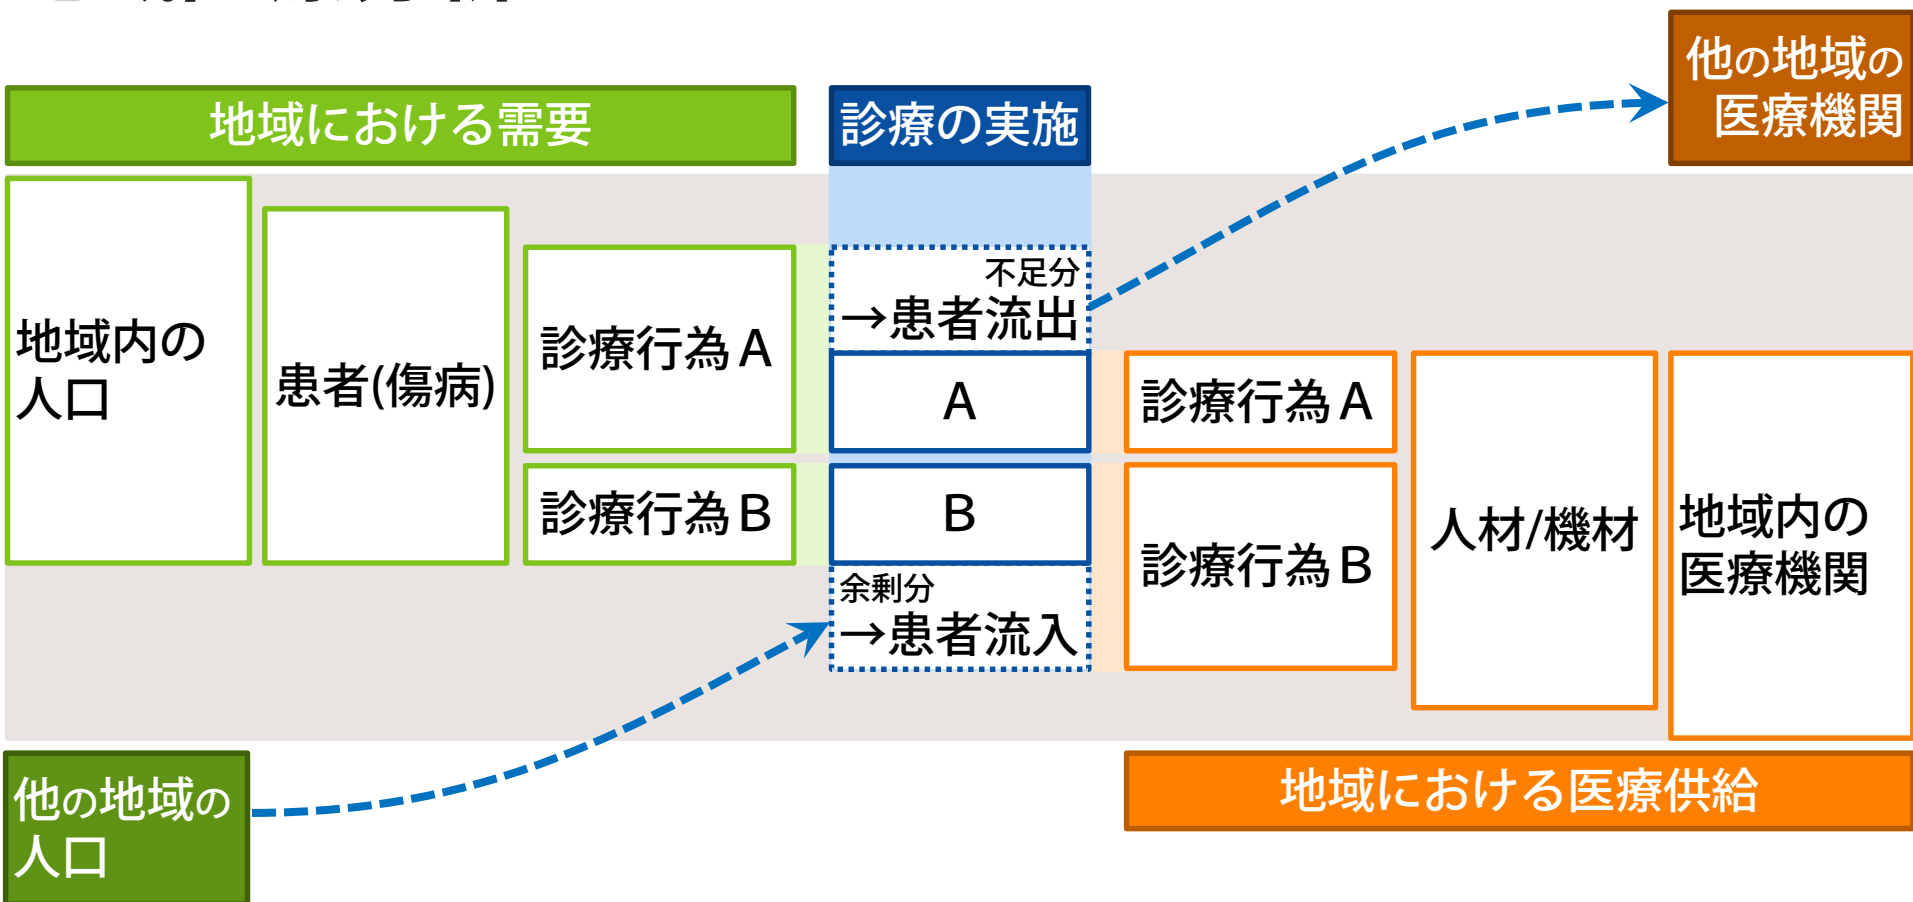 他の地域の
医療機関
地域における需要
診療の実施
地域内の
人口
患者(傷病)
診療行為A
診療行為B
不足分
→患者流出
A
B
余剰分
→患者流入
診療行為A
診療行為B
人材/機材
地域内の
医療機関
他の地域の
人口
地域における医療供給